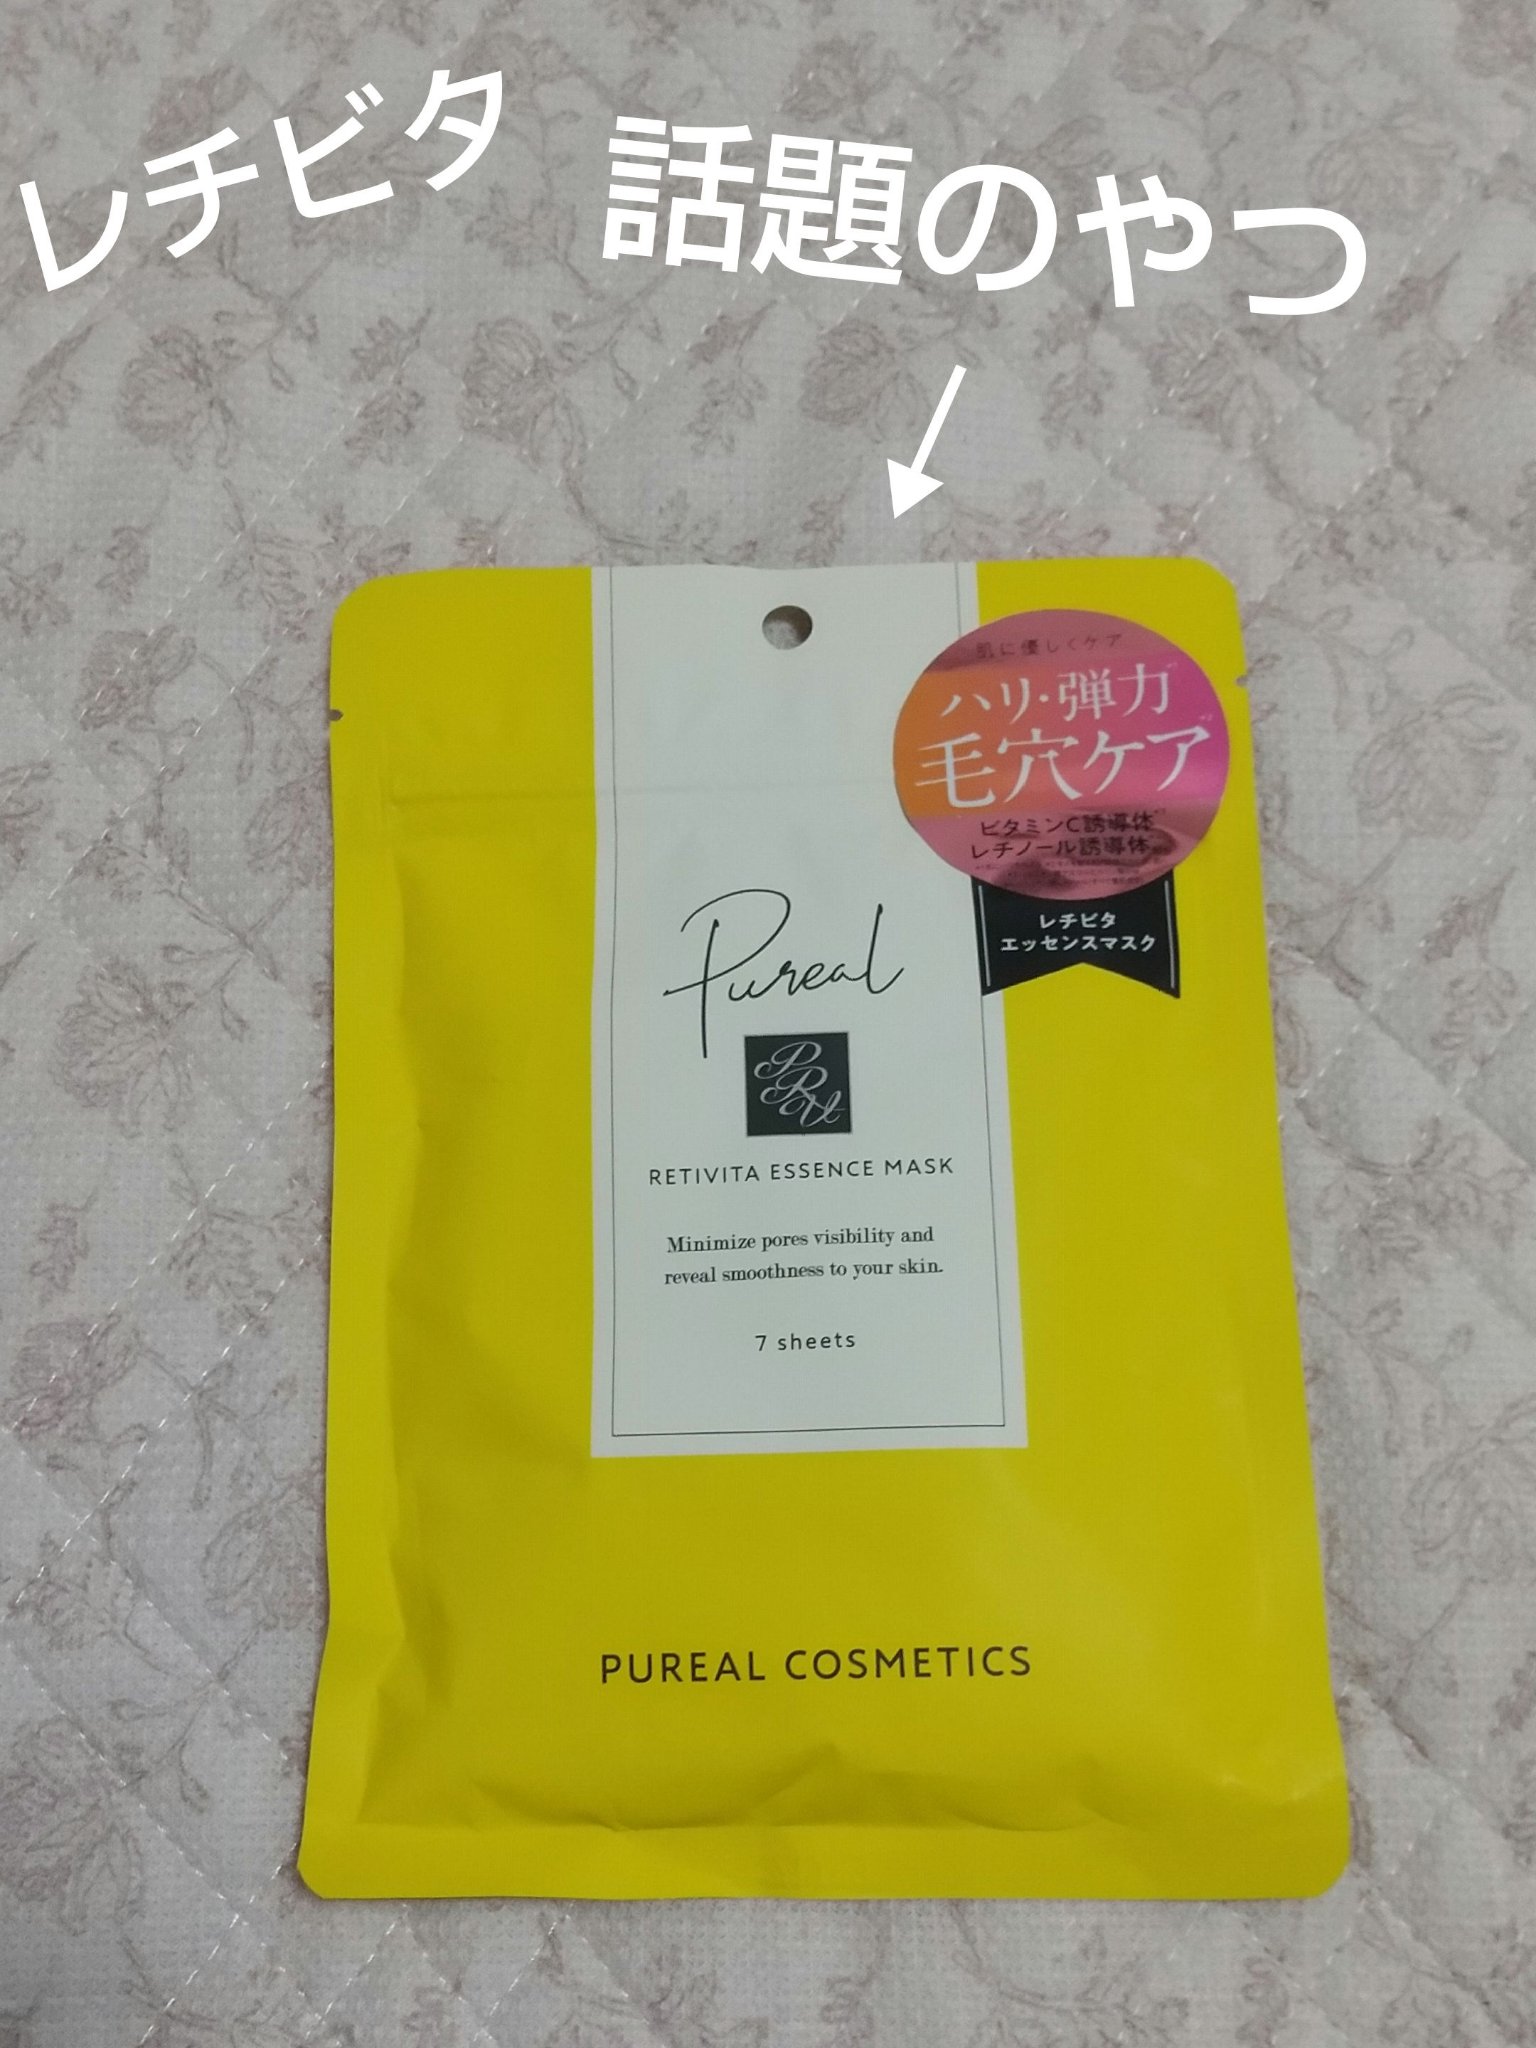 レチビタ 話題のやつ
肌に優しくケア
ハリ・弾力
毛穴ケア
ビタミンC誘導体
レチノール誘導体
レチビタ
エッセンスマスク
Pureal
PRU
RETIVITA ESSENCE MASK
Minimize pores visibility and
reveal smoothness to your skin.
7 sheets
PUREAL COSMETICS